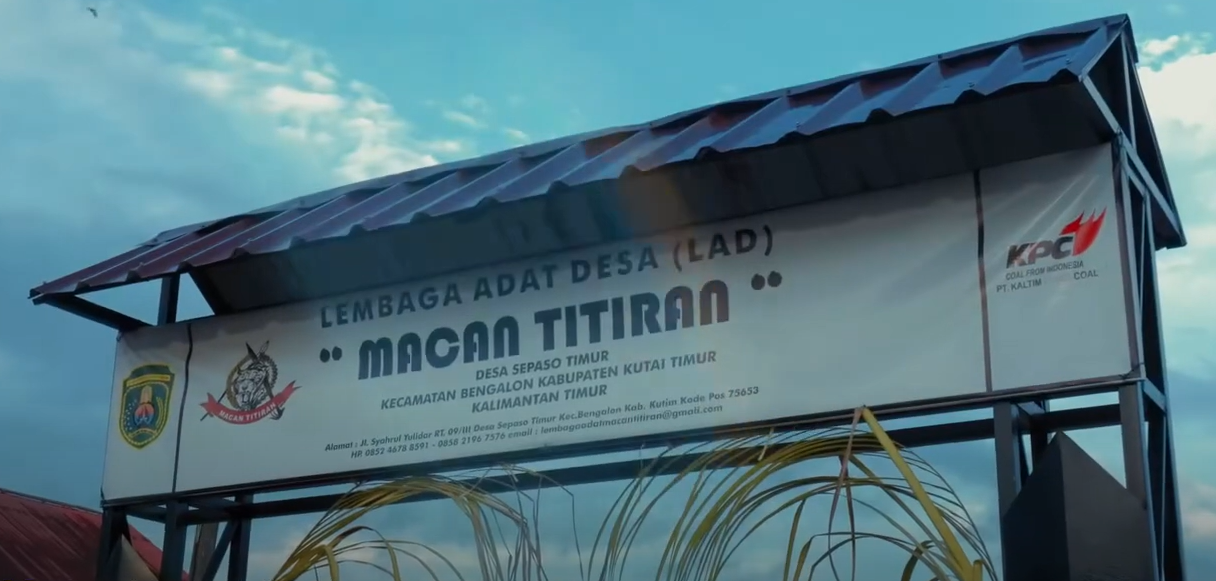 LEMBAGA ADAT DESA (LAD)
" MACAN TITIRAN "
DESA SEPASO TIMUR
KECAMATAN BENGALON KABUPATEN KUTAI TIMUR
KALIMANTAN TIMUR
Alamat : Jl. Syahrul Yulidar RT. 09/III Desa Sepaso Timur Kec.Bengalon Kab. Kutim Kode Pos 75653
HP. 0852 4678 8591 - 0858 2196 7576 email : lembagaadatmacantitiran@gmail.com
MACAN TITIRAN
KPC
COAL FROM INDONESIA
PT. KALTIM COAL